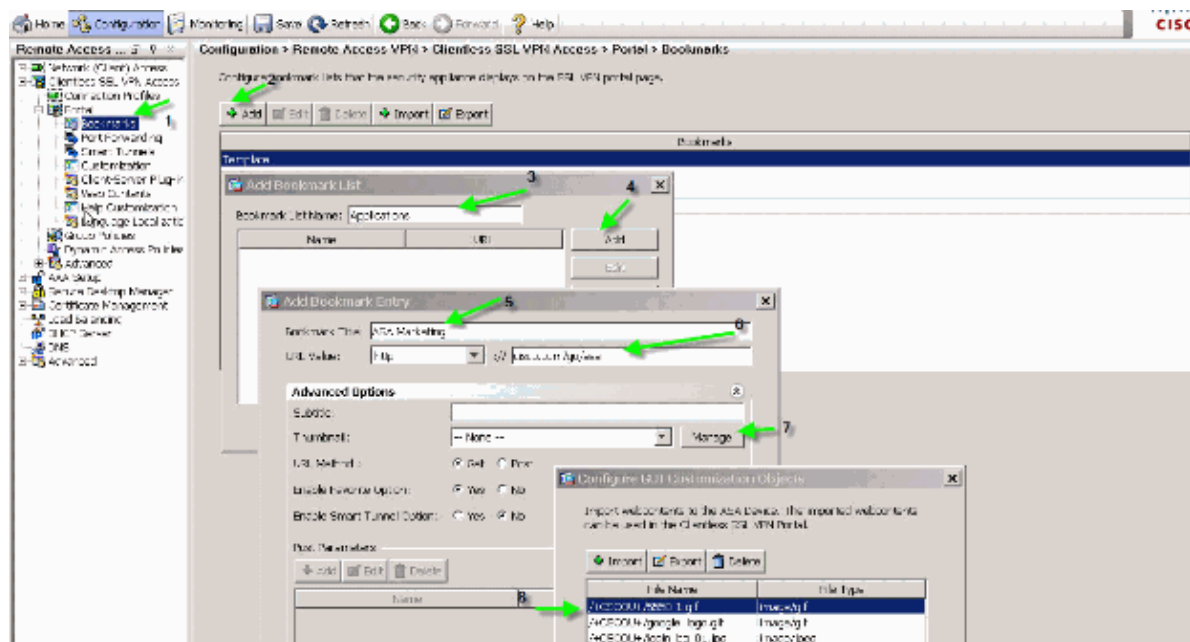 Home Configuration Monitoring Save Refresh Back Forward Help
CISC
Remote Access ...
Configuration > Remote Access VPN > Clientless SSL VPN Access > Portal > Bookmarks
Network (Client) Access
Clientless SSL VPN Access
Connection Profiles
Portal
Bookmarks
Port Forwarding
Smart Tunnels
Customization
Client-Server Plug-in
Web Contents
Help Customization
Language Localizatio
Group Policies
Dynamic Access Policies
Advanced
AAA Setup
Secure Desktop Manager
Certificate Management
Load Balancing
DHCP Server
DNS
Advanced
1
Configure Bookmark lists that the security appliance displays on the SSL VPN portal page.
2
Add Edit Delete Import Export
Bookmarks
Template
Add Bookmark List
3
4
Bookmark List Name: Applications
Name URL
Add
Edit
Add Bookmark Entry
5
Bookmark Title: ASA Marketing
6
URL Value: http ://
Advanced Options
Subtitle:
Thumbnail: -- None -- Manage
7
URL Method : Get Post
Enable Favorite Option: Yes No
Enable Smart Tunnel Option: Yes No
Post Parameters
Add Edit Delete
Name
Configure GUI Customization Objects
Import webcontents to the ASA Device. The imported webcontents
can be used in the Clientless SSL VPN Portal.
Import Export Delete
File Name File Type
8
image/gif
image/gif
image/jpeg